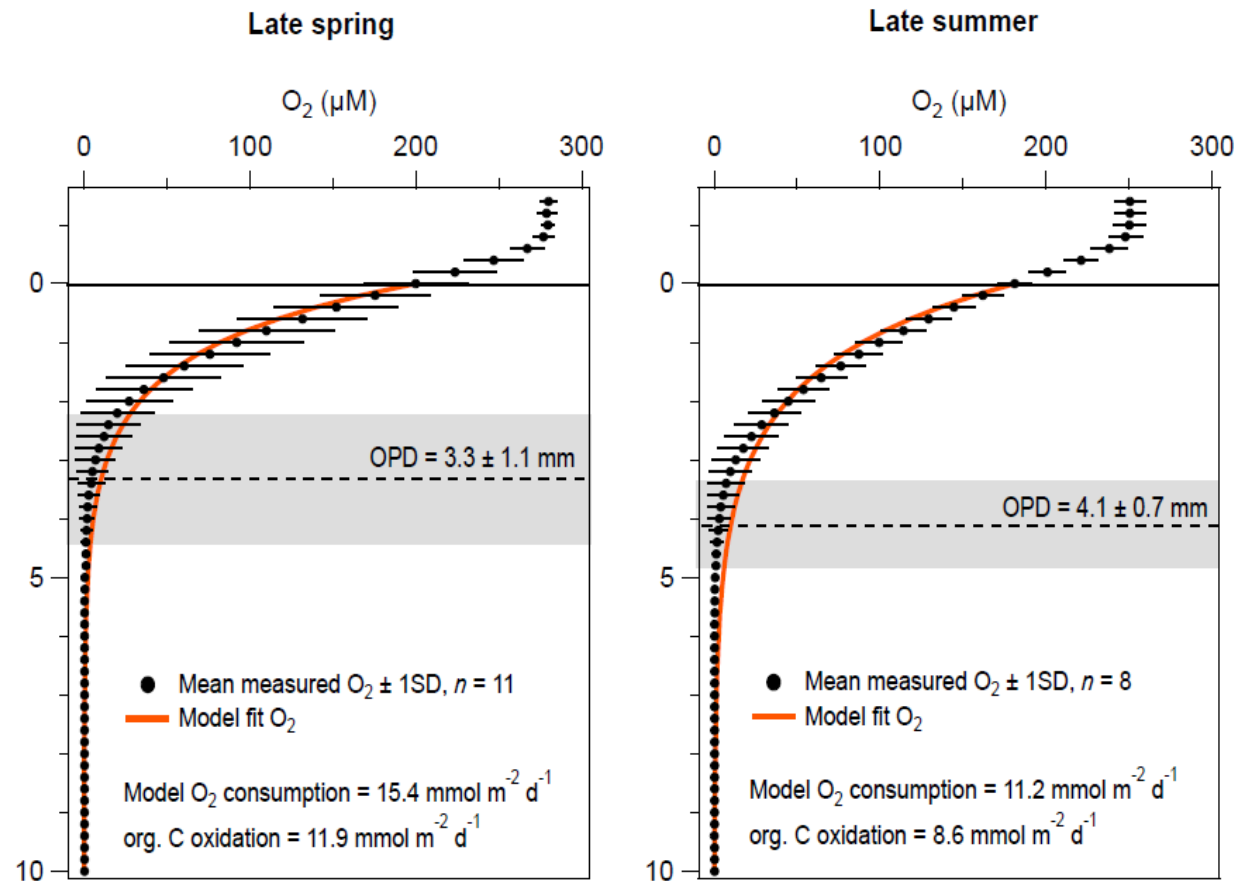 Late spring
O₂ (µM)
0 100 200 300
0
5
10
OPD = 3.3 ± 1.1 mm
Mean measured O₂ ± 1SD, n = 11
Model fit O₂
Model O₂ consumption = 15.4 mmol m⁻² d⁻¹
org. C oxidation = 11.9 mmol m⁻² d⁻¹
Late summer
O₂ (µM)
0 100 200 300
0
5
10
OPD = 4.1 ± 0.7 mm
Mean measured O₂ ± 1SD, n = 8
Model fit O₂
Model O₂ consumption = 11.2 mmol m⁻² d⁻¹
org. C oxidation = 8.6 mmol m⁻² d⁻¹